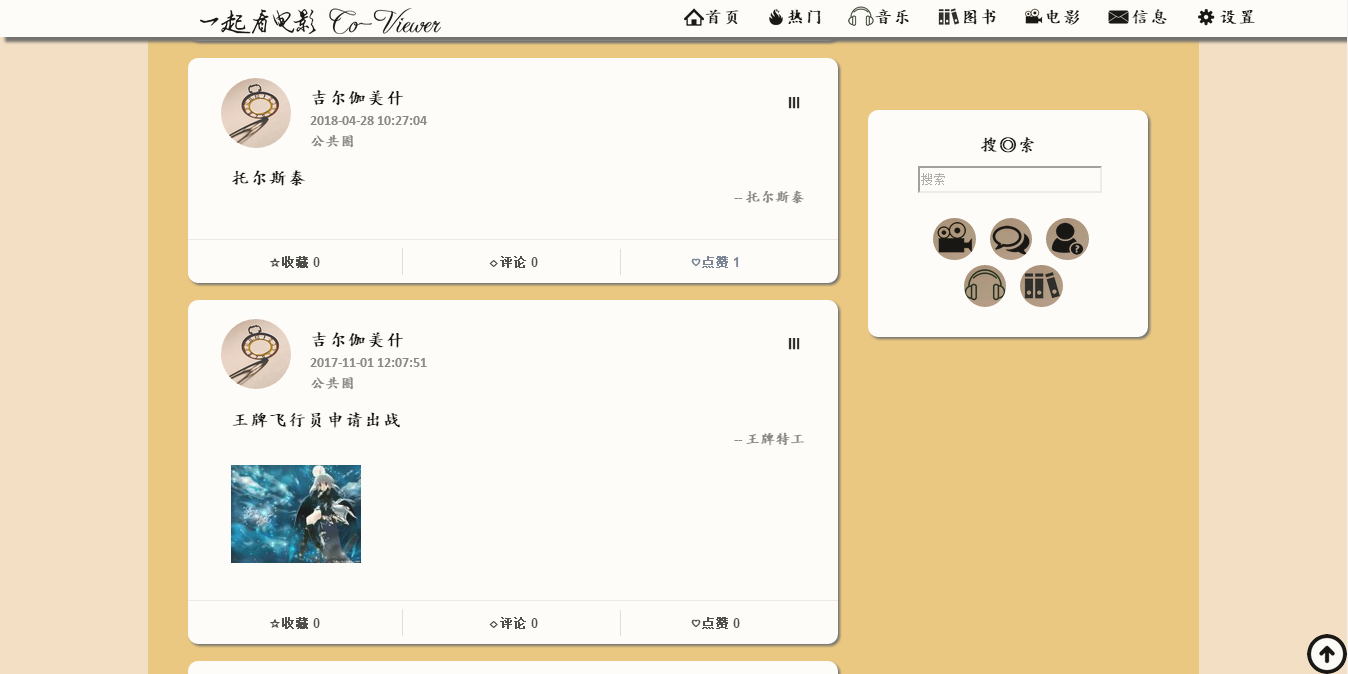 一起看电影 Co-Viewer
首页 热门 音乐 图书 电影 信息 设置
吉尔伽美什
2018-04-28 10:27:04
公共圈
托尔斯泰
-- 托尔斯泰
☆收藏 0 ◇评论 0 ♡点赞 1
吉尔伽美什
2017-11-01 12:07:51
公共圈
王牌飞行员申请出战
-- 王牌特工
☆收藏 0 ◇评论 0 ♡点赞 0
搜◎索
搜索